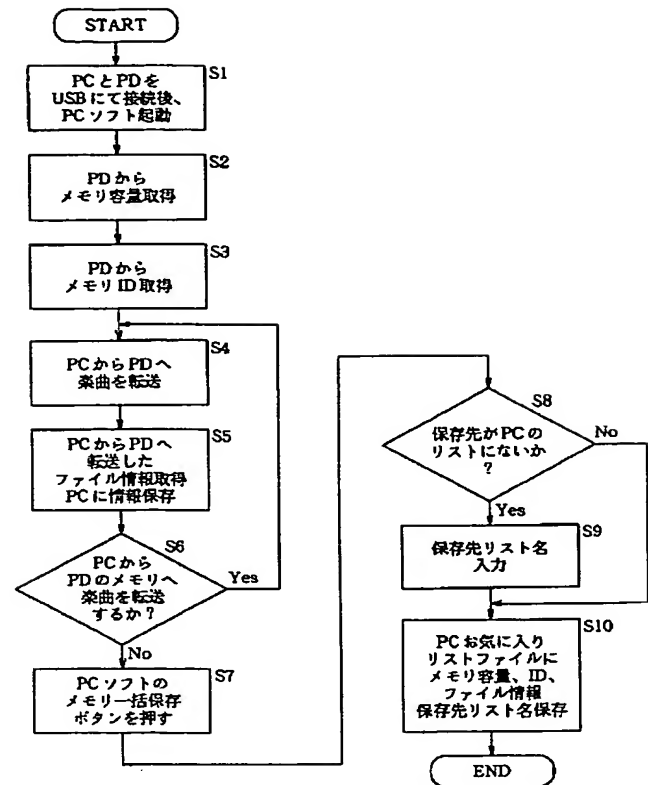 START
S1
PCとPDを
USBにて接続後、
PCソフト起動
S2
PDから
メモリ容量取得
S3
PDから
メモリID取得
S4
PCからPDへ
楽曲を転送
S5
PCからPDへ
転送した
ファイル情報取得
PCに情報保存
S6
PCから
PDのメモリへ
楽曲を転送
するか?
Yes
No
S7
PCソフトの
メモリー括保存
ボタンを押す
S8
保存先がPCの
リストにないか
?
No
Yes
S9
保存先リスト名
入力
S10
PCお気に入り
リストファイルに
メモリ容量、ID、
ファイル情報
保存先リスト名保存
END